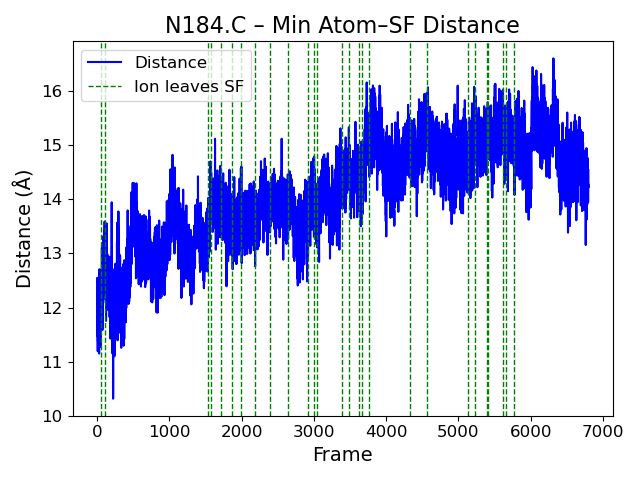 N184.C – Min Atom–SF Distance
Distance
Ion leaves SF
Distance (Å)
16
15
14
13
12
11
10
0 1000 2000 3000 4000 5000 6000 7000
Frame